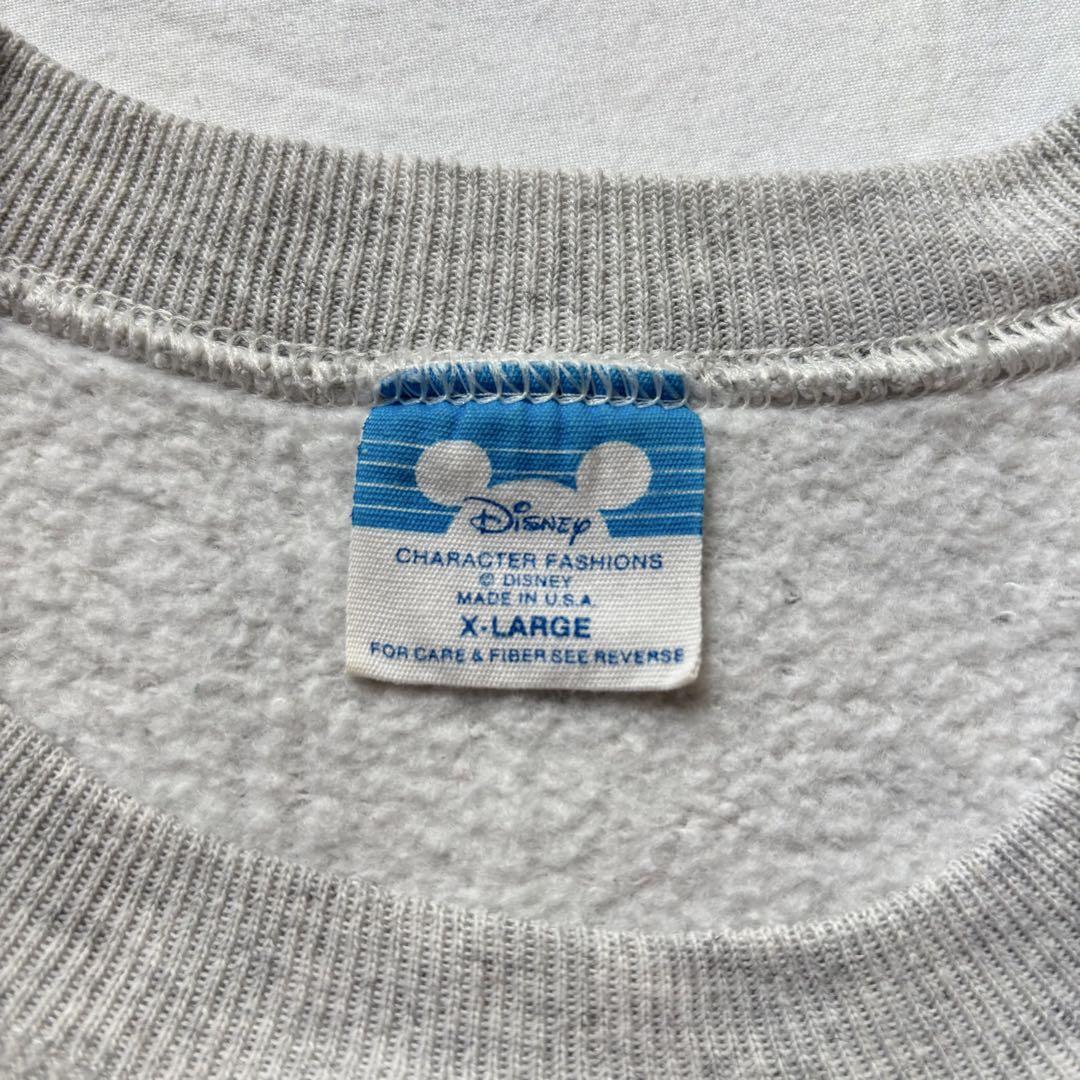 Disney
CHARACTER FASHIONS
© DISNEY
MADE IN U.S.A.
X-LARGE
FOR CARE & FIBER SEE REVERSE